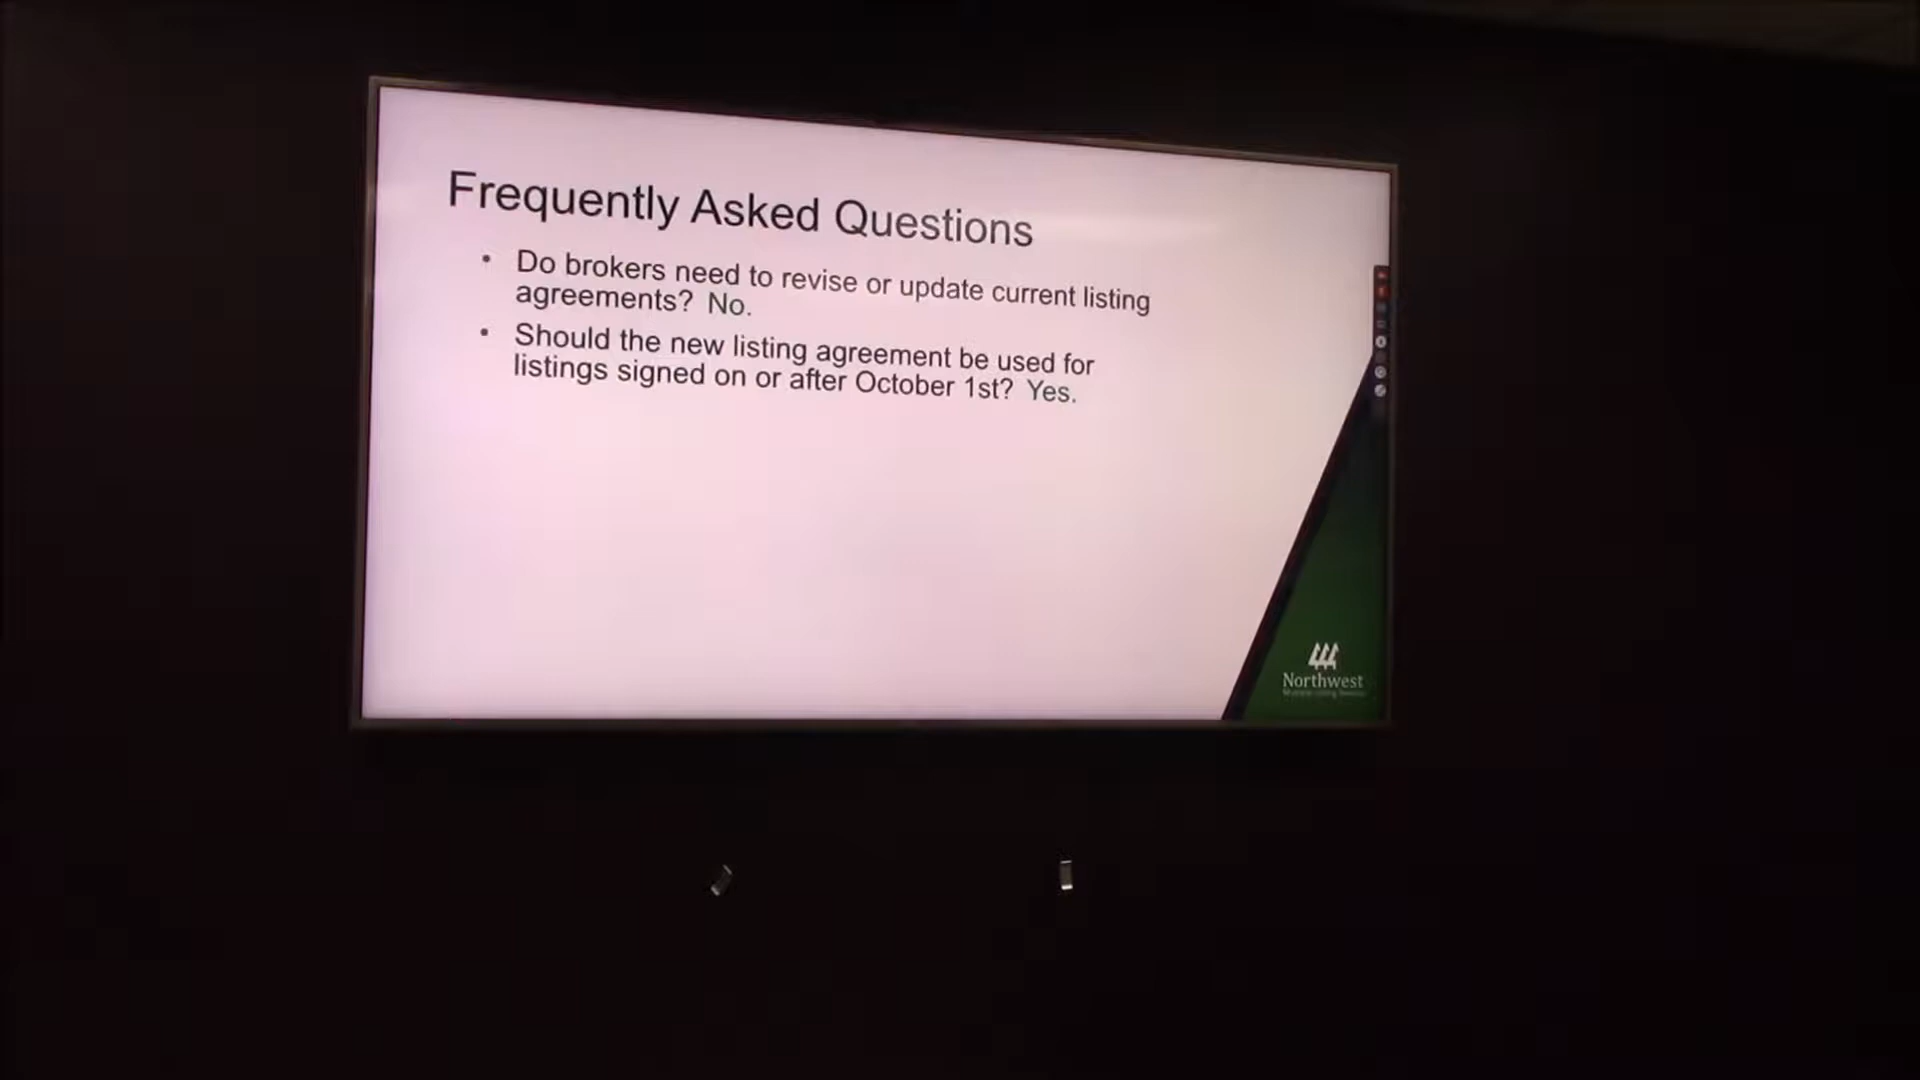 Frequently Asked Questions
• Do brokers need to revise or update current listing
agreements? No.
• Should the new listing agreement be used for
listings signed on or after October 1st? Yes.
Northwest